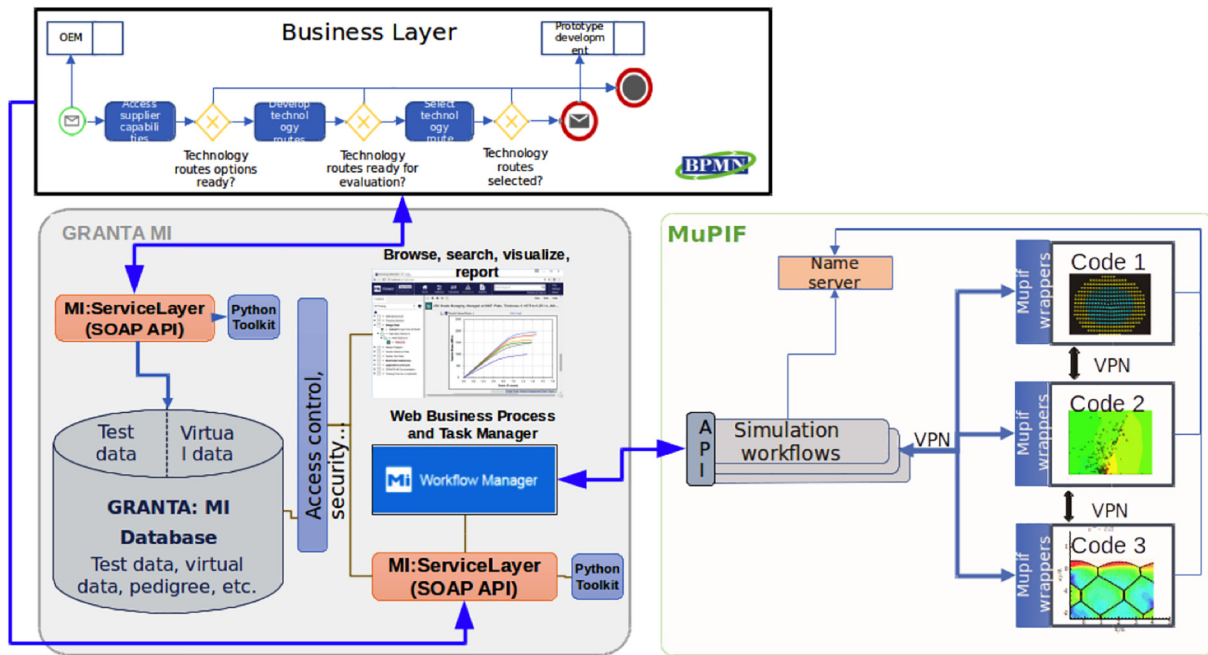 Business Layer
OEM
Prototype
developm
ent
Access
supplier
capabili
ties
Develop
technol
ogy
routes
Select
technol
ogy
route
Technology
routes options
ready?
Technology
routes ready for
evaluation?
Technology
routes
selected?
BPMN
GRANTA MI
Browse, search, visualize,
report
MI:ServiceLayer
(SOAP API)
Python
Toolkit
Test
data
Virtua
l data
GRANTA: MI
Database
Test data, virtual
data, pedigree, etc.
Access control,
security...
Web Business Process
and Task Manager
Mi Workflow Manager
MI:ServiceLayer
(SOAP API)
Python
Toolkit
MuPIF
Name
server
API
Simulation
workflows
VPN
Mupif
wrappers
Code 1
VPN
Mupif
wrappers
Code 2
VPN
Mupif
wrappers
Code 3